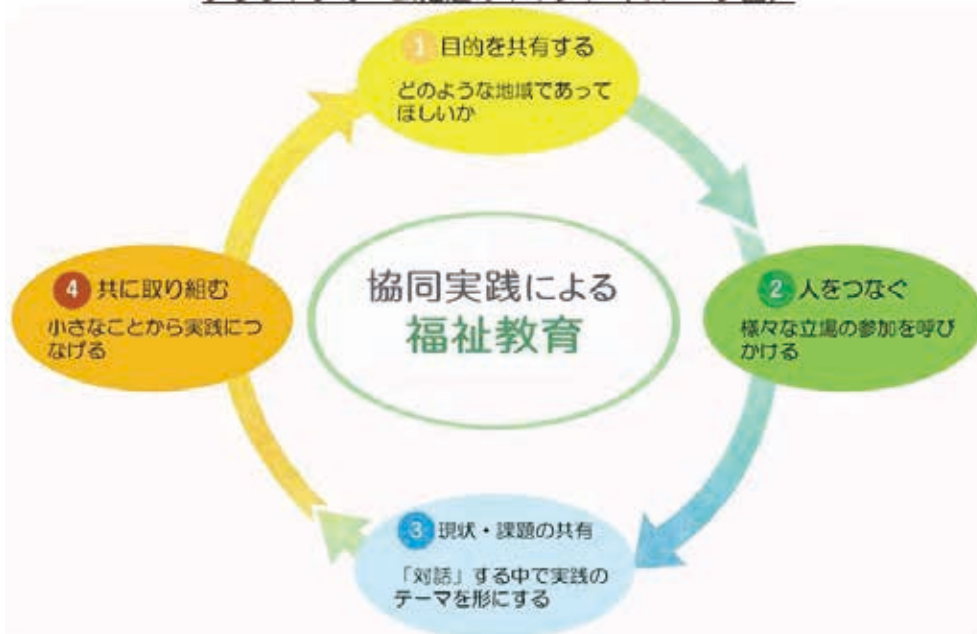 1 目的を共有する
どのような地域であって
ほしいか
2 人をつなぐ
様々な立場の参加を呼び
かける
3 現状・課題の共有
「対話」する中で実践の
テーマを形にする
4 共に取り組む
小さなことから実践につ
なげる
協同実践による
福祉教育